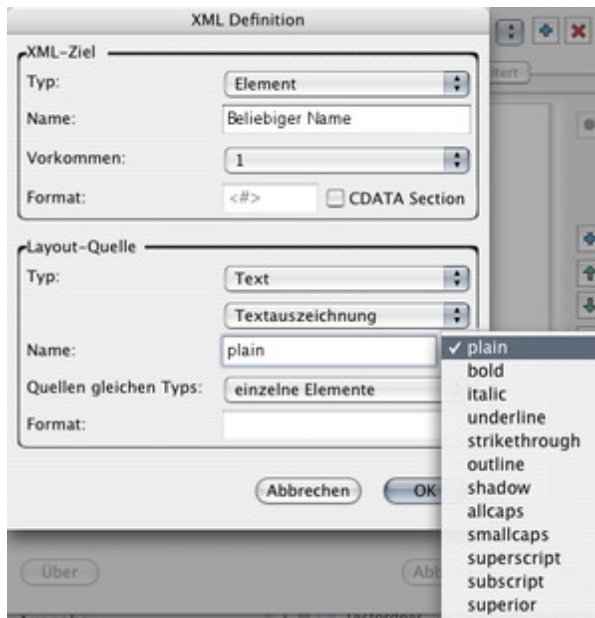 XML Definition
XML-Ziel
Typ: Element
Name: Beliebiger Name
Vorkommen: 1
Format: <#> CDATA Section
Layout-Quelle
Typ: Text
Textauszeichnung
Name: plain
Quellen gleichen Typs: einzelne Elemente
Format:
Abbrechen OK
✓ plain
bold
italic
underline
strikethrough
outline
shadow
allcaps
smallcaps
superscript
subscript
superior
Über